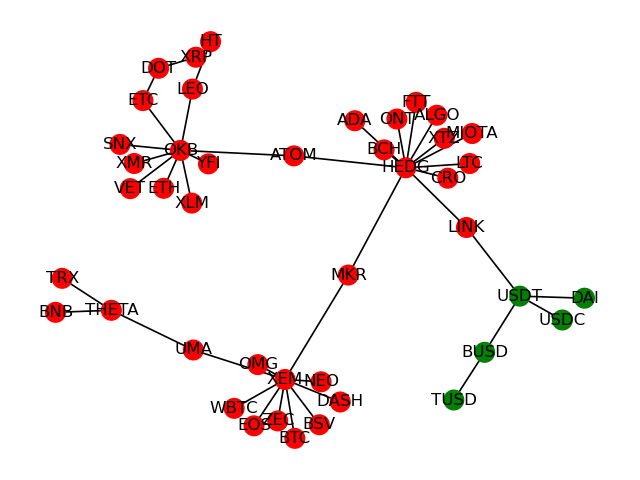 HT
XRP
DOT
LEO
ETC
FTT
ADA
ONT
ALGO
MIOTA
XTZ
SNX
OKB
BCH
ATOM
XMR
YFI
HEDG
LTC
CRO
VET
ETH
XLM
LINK
TRX
MKR
USDT
DAI
BNB
THETA
USDC
UMA
BUSD
OMG
XEM
NEO
TUSD
DASH
WBTC
EOS
ZEC
BSV
BTC